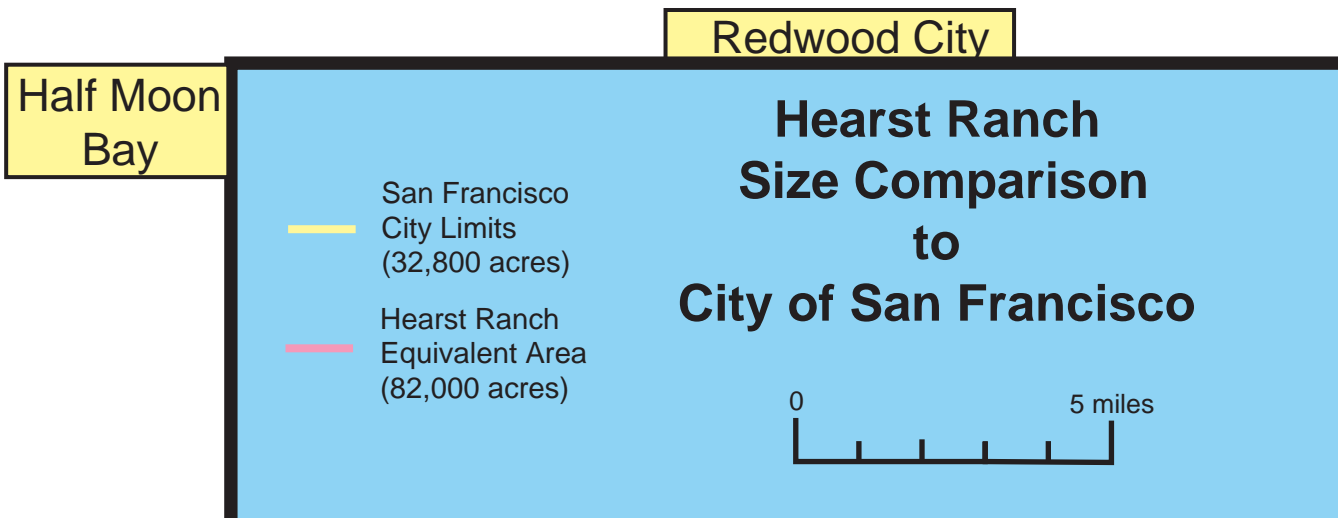 Redwood City
Half Moon
Bay
Hearst Ranch
Size Comparison
to
City of San Francisco
San Francisco
City Limits
(32,800 acres)
Hearst Ranch
Equivalent Area
(82,000 acres)
0
5 miles